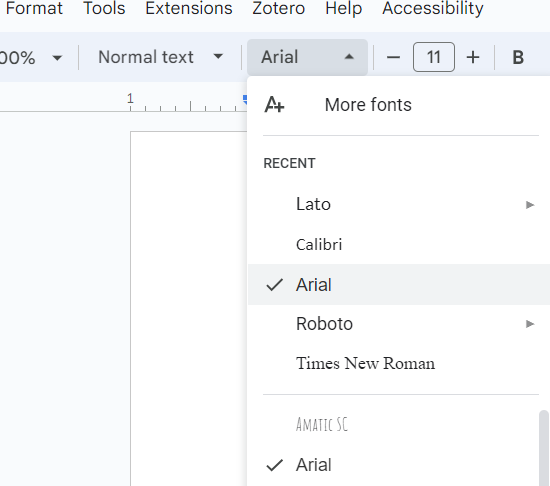 Format Tools Extensions Zotero Help Accessibility
00% Normal text Arial 11 B
1
More fonts
RECENT
Lato
Calibri
Arial
Roboto
Times New Roman
Amatic SC
Arial